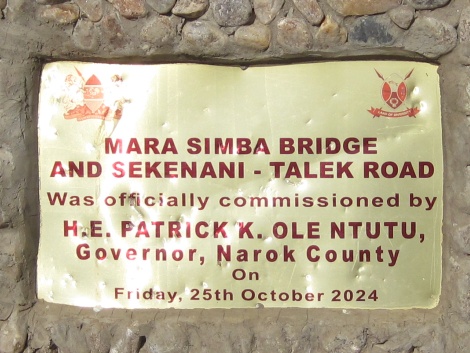 MARA SIMBA BRIDGE
AND SEKENANI - TALEK ROAD
Was officially commissioned by
H.E. PATRICK K. OLE NTUTU,
Governor, Narok County
On
Friday, 25th October 2024